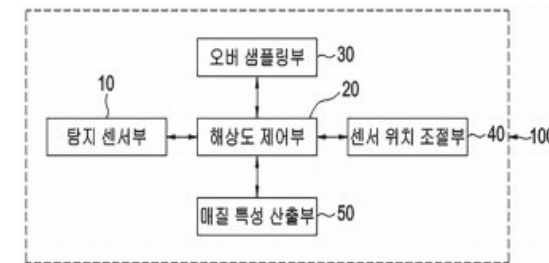 오버 샘플링부 30
10
20
탐지 센서부 해상도 제어부 센서 위치 조절부 40 100
매질 특성 산출부 50